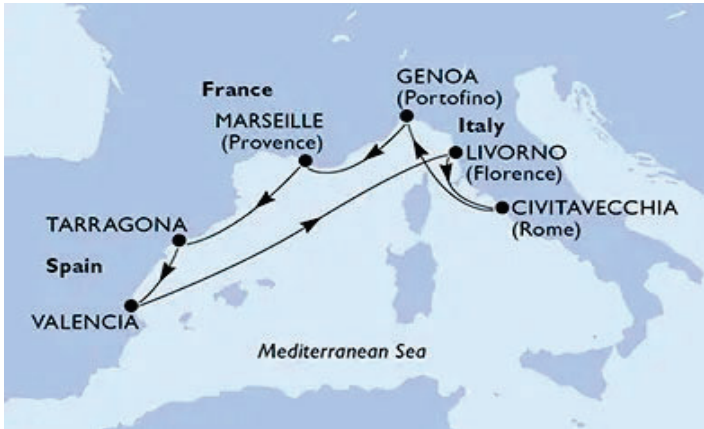 GENOA
(Portofino)
France
MARSEILLE
(Provence)
Italy
LIVORNO
(Florence)
CIVITAVECCHIA
(Rome)
TARRAGONA
Spain
VALENCIA
Mediterranean Sea